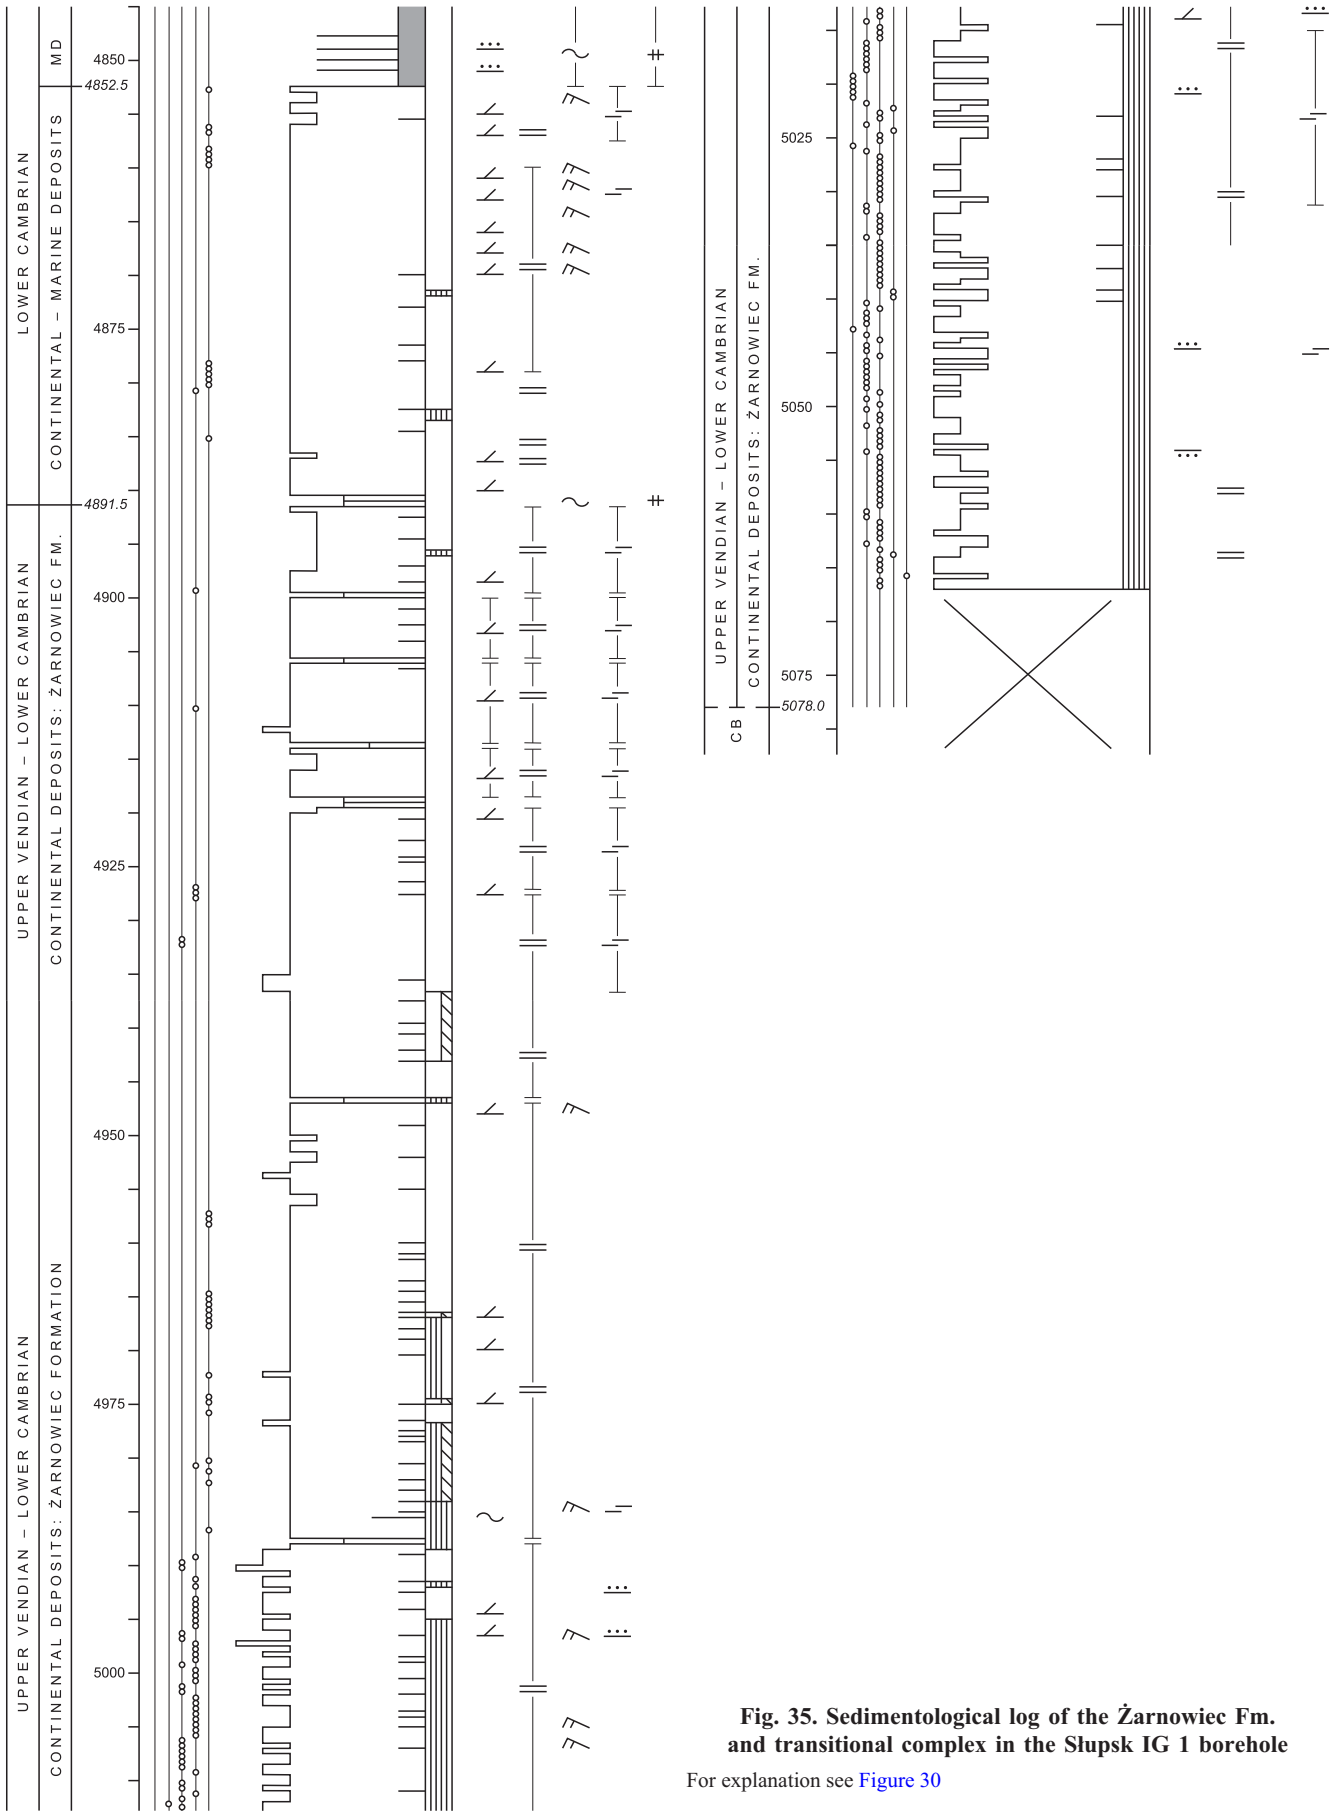 MD
LOWER CAMBRIAN
CONTINENTAL – MARINE DEPOSITS
UPPER VENDIAN – LOWER CAMBRIAN
CONTINENTAL DEPOSITS: ŻARNOWIEC FM.
UPPER VENDIAN – LOWER CAMBRIAN
CONTINENTAL DEPOSITS: ŻARNOWIEC FORMATION
4850
4852.5
4875
4891.5
4900
4925
4950
4975
5000
UPPER VENDIAN – LOWER CAMBRIAN
CONTINENTAL DEPOSITS: ŻARNOWIEC FM.
CB
5025
5050
5075
5078.0
Fig. 35. Sedimentological log of the Żarnowiec Fm.
and transitional complex in the Słupsk IG 1 borehole
For explanation see Figure 30